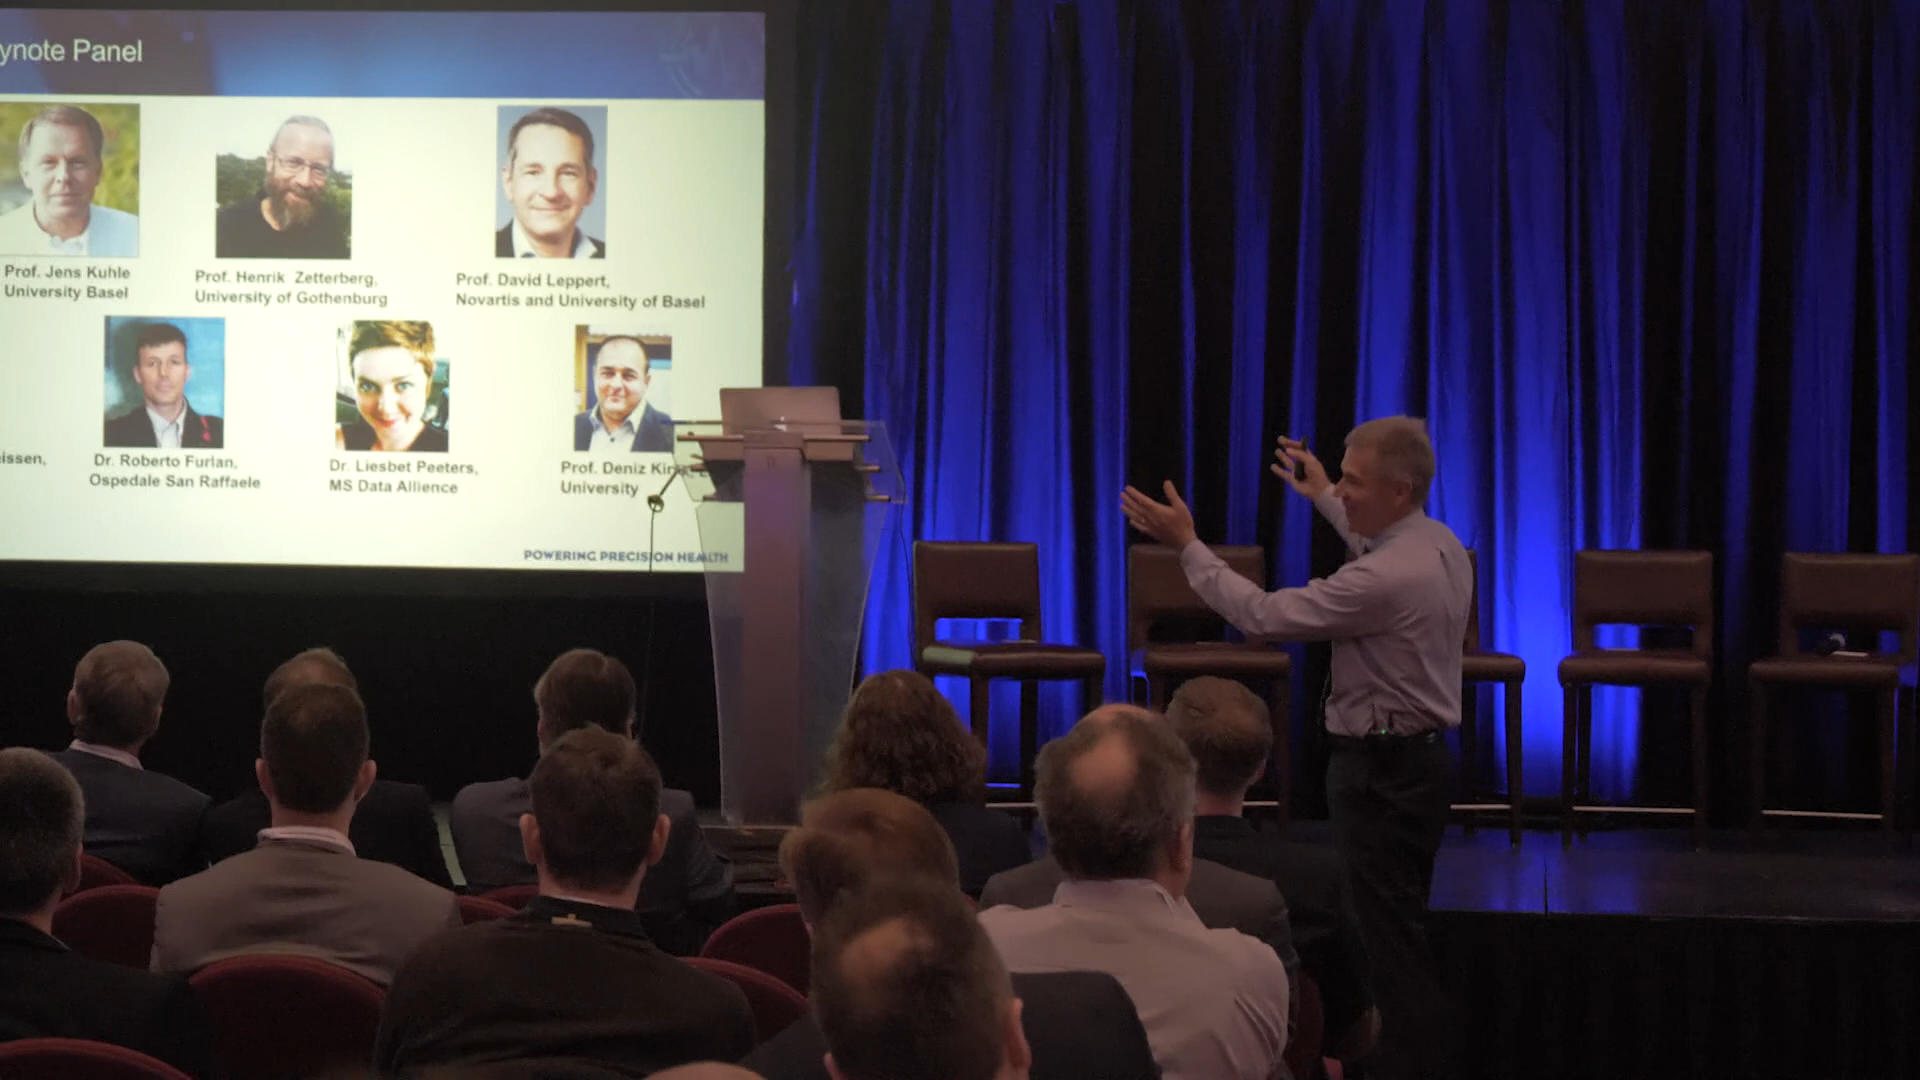 ynote Panel
Prof. Jens Kuhle
University Basel
Prof. Henrik Zetterberg,
University of Gothenburg
Prof. David Leppert,
Novartis and University of Basel
issen,
Dr. Roberto Furlan,
Ospedale San Raffaele
Dr. Liesbet Peeters,
MS Data Allience
Prof. Deniz
University
POWERING PRECISION HEALTH